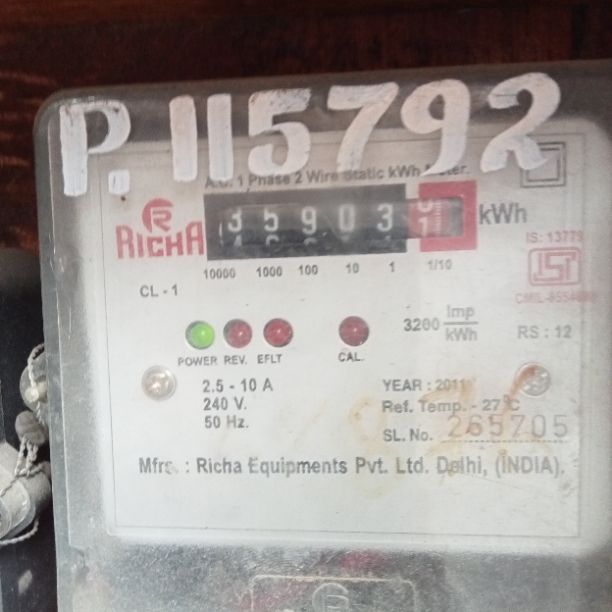 P.115792
A.C. 1 Phase 2 Wire Static kWh Meter.
R
RICHA
35903
1
kWh
10000 1000 100 10 1 1/10
IS: 13779
ISI
CL - 1
3200 Imp/kWh
RS : 12
POWER REV. EFLT CAL.
2.5 - 10 A
240 V.
50 Hz.
YEAR : 2011
Ref. Temp. - 27°C
SL. No. 265705
Mfrs. : Richa Equipments Pvt. Ltd. Delhi, (INDIA).